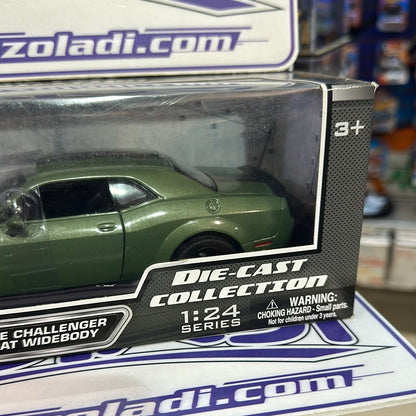 zoladi.com
3+
DIE-CAST
COLLECTION
1:24
SERIES
WARNING:
CHOKING HAZARD - Small parts.
Not for children under 3 years.
E CHALLENGER
AT WIDEBODY
zoladi.com